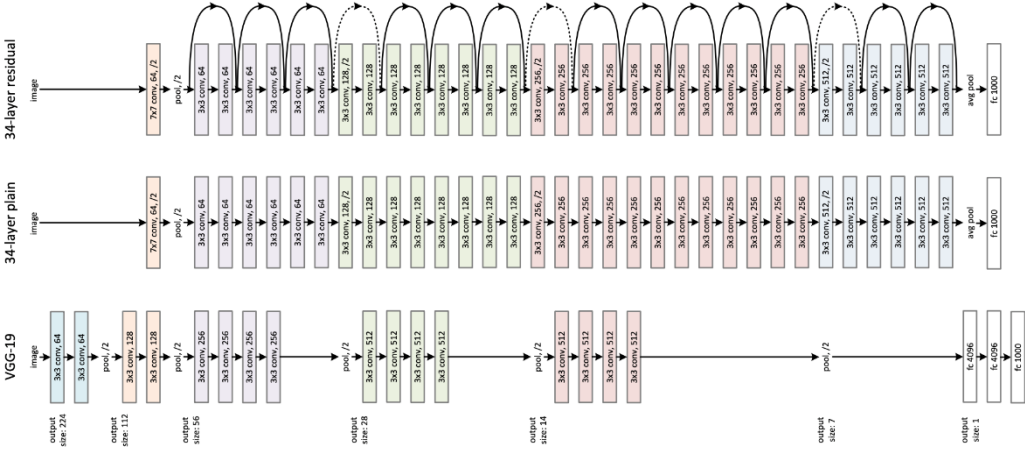 34-layer residual
image
7x7 conv, 64, /2
pool, /2
3x3 conv, 64
3x3 conv, 64
3x3 conv, 64
3x3 conv, 64
3x3 conv, 64
3x3 conv, 64
3x3 conv, 128, /2
3x3 conv, 128
3x3 conv, 128
3x3 conv, 128
3x3 conv, 128
3x3 conv, 128
3x3 conv, 128
3x3 conv, 128
3x3 conv, 256, /2
3x3 conv, 256
3x3 conv, 256
3x3 conv, 256
3x3 conv, 256
3x3 conv, 256
3x3 conv, 256
3x3 conv, 256
3x3 conv, 256
3x3 conv, 256
3x3 conv, 256
3x3 conv, 256
3x3 conv, 512, /2
3x3 conv, 512
3x3 conv, 512
3x3 conv, 512
3x3 conv, 512
3x3 conv, 512
avg pool
fc 1000
34-layer plain
image
7x7 conv, 64, /2
pool, /2
3x3 conv, 64
3x3 conv, 64
3x3 conv, 64
3x3 conv, 64
3x3 conv, 64
3x3 conv, 64
3x3 conv, 128, /2
3x3 conv, 128
3x3 conv, 128
3x3 conv, 128
3x3 conv, 128
3x3 conv, 128
3x3 conv, 128
3x3 conv, 128
3x3 conv, 256, /2
3x3 conv, 256
3x3 conv, 256
3x3 conv, 256
3x3 conv, 256
3x3 conv, 256
3x3 conv, 256
3x3 conv, 256
3x3 conv, 256
3x3 conv, 256
3x3 conv, 256
3x3 conv, 256
3x3 conv, 512, /2
3x3 conv, 512
3x3 conv, 512
3x3 conv, 512
3x3 conv, 512
3x3 conv, 512
avg pool
fc 1000
VGG-19
image
3x3 conv, 64
3x3 conv, 64
pool, /2
3x3 conv, 128
3x3 conv, 128
pool, /2
3x3 conv, 256
3x3 conv, 256
3x3 conv, 256
3x3 conv, 256
pool, /2
3x3 conv, 512
3x3 conv, 512
3x3 conv, 512
3x3 conv, 512
pool, /2
3x3 conv, 512
3x3 conv, 512
3x3 conv, 512
3x3 conv, 512
pool, /2
fc 4096
fc 4096
fc 1000
output
size: 224
output
size: 112
output
size: 56
output
size: 28
output
size: 14
output
size: 7
output
size: 1